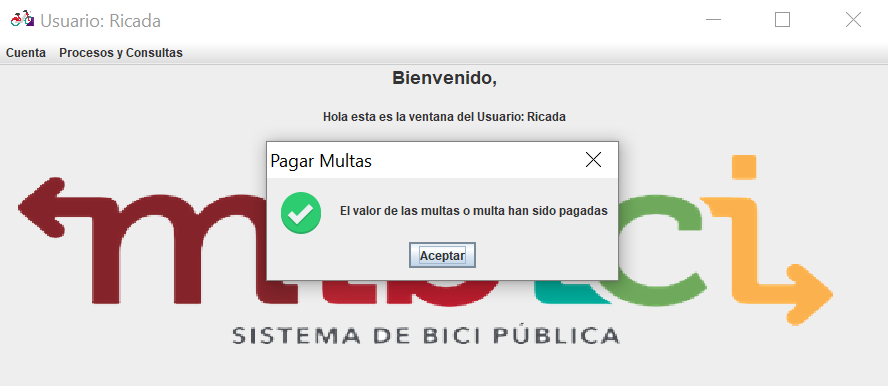 Usuario: Ricada
Cuenta Procesos y Consultas
Bienvenido,
Hola esta es la ventana del Usuario: Ricada
Pagar Multas
El valor de las multas o multa han sido pagadas
Aceptar
SISTEMA DE BICI PÚBLICA